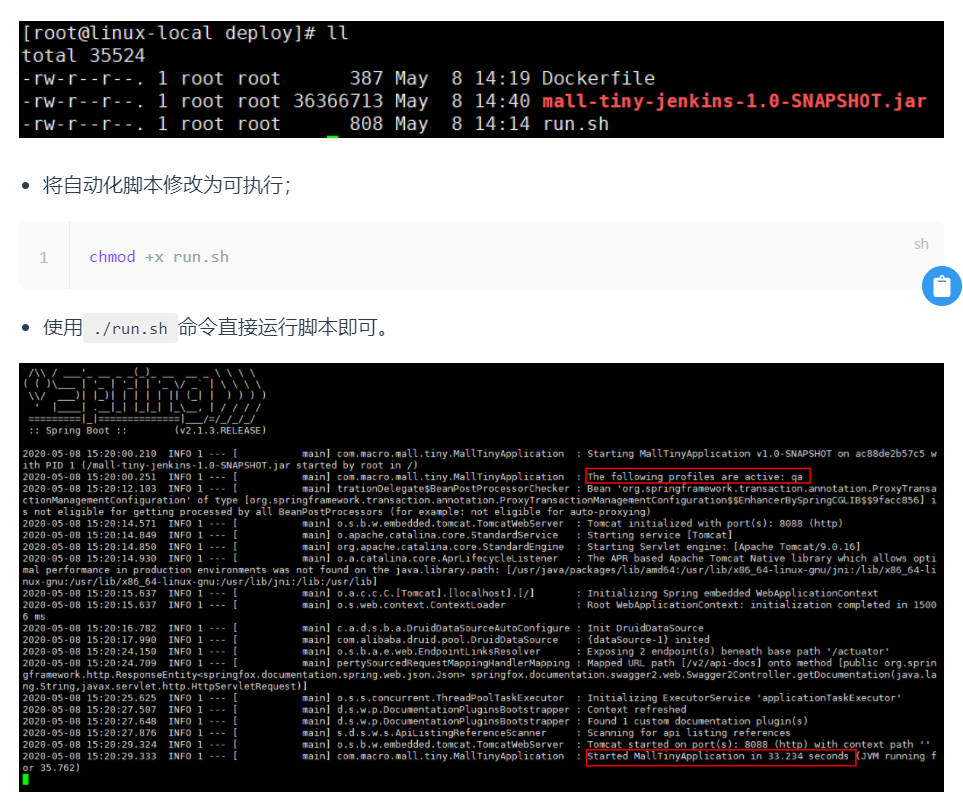 [root@linux-local deploy]# ll
total 35524
-rw-r--r--. 1 root root      387 May  8 14:19 Dockerfile
-rw-r--r--. 1 root root 36366713 May  8 14:40 mall-tiny-jenkins-1.0-SNAPSHOT.jar
-rw-r--r--. 1 root root      808 May  8 14:14 run.sh
• 将自动化脚本修改为可执行；
sh
1 chmod +x run.sh
• 使用 ./run.sh 命令直接运行脚本即可。
:: Spring Boot ::        (v2.1.3.RELEASE)
2020-05-08 15:20:00.210  INFO 1 --- [           main] com.macro.mall.tiny.MallTinyApplication  : Starting MallTinyApplication v1.0-SNAPSHOT on ac88de2b57c5 w
ith PID 1 (/mall-tiny-jenkins-1.0-SNAPSHOT.jar started by root in /)
2020-05-08 15:20:00.251  INFO 1 --- [           main] com.macro.mall.tiny.MallTinyApplication  : The following profiles are active: qa
2020-05-08 15:20:12.103  INFO 1 --- [           main] trationDelegate$BeanPostProcessorChecker : Bean 'org.springframework.transaction.annotation.ProxyTransa
ctionManagementConfiguration' of type [org.springframework.transaction.annotation.ProxyTransactionManagementConfiguration$$EnhancerBySpringCGLIB$$9facc856] i
s not eligible for getting processed by all BeanPostProcessors (for example: not eligible for auto-proxying)
2020-05-08 15:20:14.571  INFO 1 --- [           main] o.s.b.w.embedded.tomcat.TomcatWebServer  : Tomcat initialized with port(s): 8088 (http)
2020-05-08 15:20:14.849  INFO 1 --- [           main] o.apache.catalina.core.StandardService   : Starting service [Tomcat]
2020-05-08 15:20:14.850  INFO 1 --- [           main] org.apache.catalina.core.StandardEngine  : Starting Servlet engine: [Apache Tomcat/9.0.16]
2020-05-08 15:20:14.930  INFO 1 --- [           main] o.a.catalina.core.AprLifecycleListener   : The APR based Apache Tomcat Native library which allows opti
mal performance in production environments was not found on the java.library.path: [/usr/java/packages/lib/amd64:/usr/lib/x86_64-linux-gnu/jni:/lib/x86_64-li
nux-gnu:/usr/lib/x86_64-linux-gnu:/usr/lib/jni:/lib:/usr/lib]
2020-05-08 15:20:15.637  INFO 1 --- [           main] o.a.c.c.C.[Tomcat].[localhost].[/]       : Initializing Spring embedded WebApplicationContext
2020-05-08 15:20:15.637  INFO 1 --- [           main] o.s.web.context.ContextLoader            : Root WebApplicationContext: initialization completed in 1500
6 ms
2020-05-08 15:20:16.782  INFO 1 --- [           main] c.a.d.s.b.a.DruidDataSourceAutoConfigure : Init DruidDataSource
2020-05-08 15:20:17.990  INFO 1 --- [           main] com.alibaba.druid.pool.DruidDataSource   : {dataSource-1} inited
2020-05-08 15:20:24.150  INFO 1 --- [           main] o.s.b.a.e.web.EndpointLinksResolver      : Exposing 2 endpoint(s) beneath base path '/actuator'
2020-05-08 15:20:24.709  INFO 1 --- [           main] pertySourcedRequestMappingHandlerMapping : Mapped URL path [/v2/api-docs] onto method [public org.sprin
gframework.http.ResponseEntity<springfox.documentation.spring.web.json.Json> springfox.documentation.swagger2.web.Swagger2Controller.getDocumentation(java.la
ng.String,javax.servlet.http.HttpServletRequest)]
2020-05-08 15:20:25.625  INFO 1 --- [           main] o.s.s.concurrent.ThreadPoolTaskExecutor  : Initializing ExecutorService 'applicationTaskExecutor'
2020-05-08 15:20:27.507  INFO 1 --- [           main] d.s.w.p.DocumentationPluginsBootstrapper : Context refreshed
2020-05-08 15:20:27.648  INFO 1 --- [           main] d.s.w.p.DocumentationPluginsBootstrapper : Found 1 custom documentation plugin(s)
2020-05-08 15:20:27.876  INFO 1 --- [           main] s.d.s.w.s.ApiListingReferenceScanner     : Scanning for api listing references
2020-05-08 15:20:29.324  INFO 1 --- [           main] o.s.b.w.embedded.tomcat.TomcatWebServer  : Tomcat started on port(s): 8088 (http) with context path ''
2020-05-08 15:20:29.333  INFO 1 --- [           main] com.macro.mall.tiny.MallTinyApplication  : Started MallTinyApplication in 33.234 seconds (JVM running f
or 35.762)